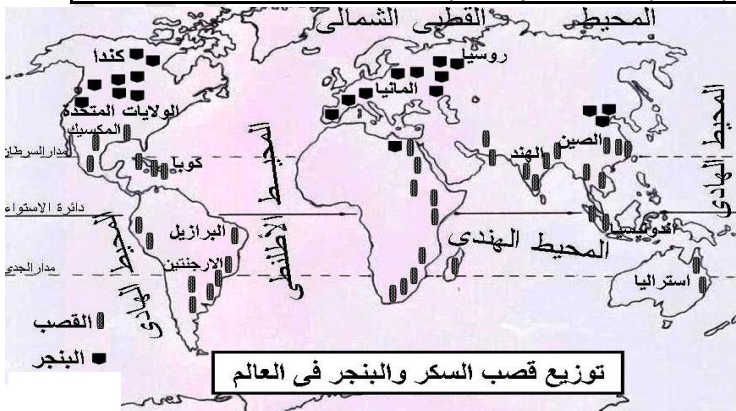 المحيط القطبى الشمالى
كندا
روسيا
المانيا
الولايات المتحدة
المكسيك
الصين
الهند
كوبا
مدار السرطان
المحيط الأطلنطى
المحيط الهادى
دائرة الاستواء
البرازيل
اندونيسيا
المحيط الهندى
المحيط الهادى
مدار الجدى
الارجنتين
استراليا
القصب
البنجر
توزيع قصب السكر والبنجر فى العالم